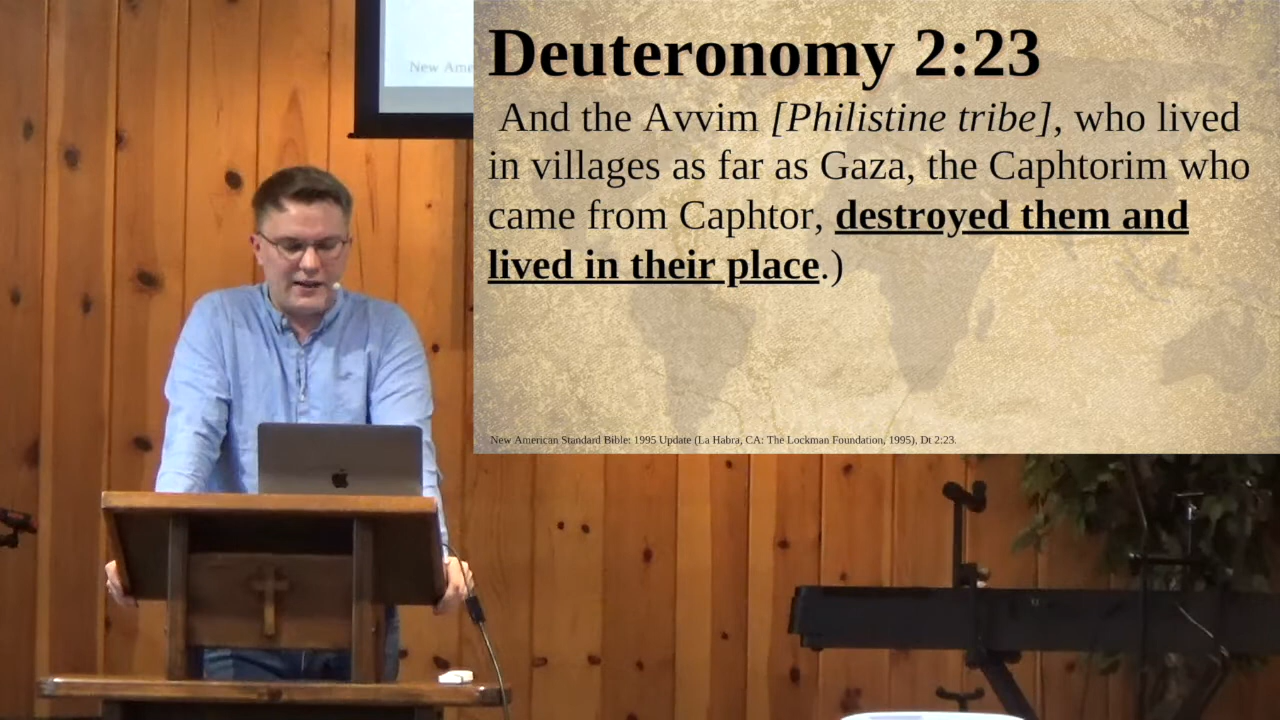 New Ame
Deuteronomy 2:23
And the Avvim [Philistine tribe], who lived
in villages as far as Gaza, the Caphtorim who
came from Caphtor, destroyed them and
lived in their place.)
New American Standard Bible: 1995 Update (La Habra, CA: The Lockman Foundation, 1995), Dt 2:23.